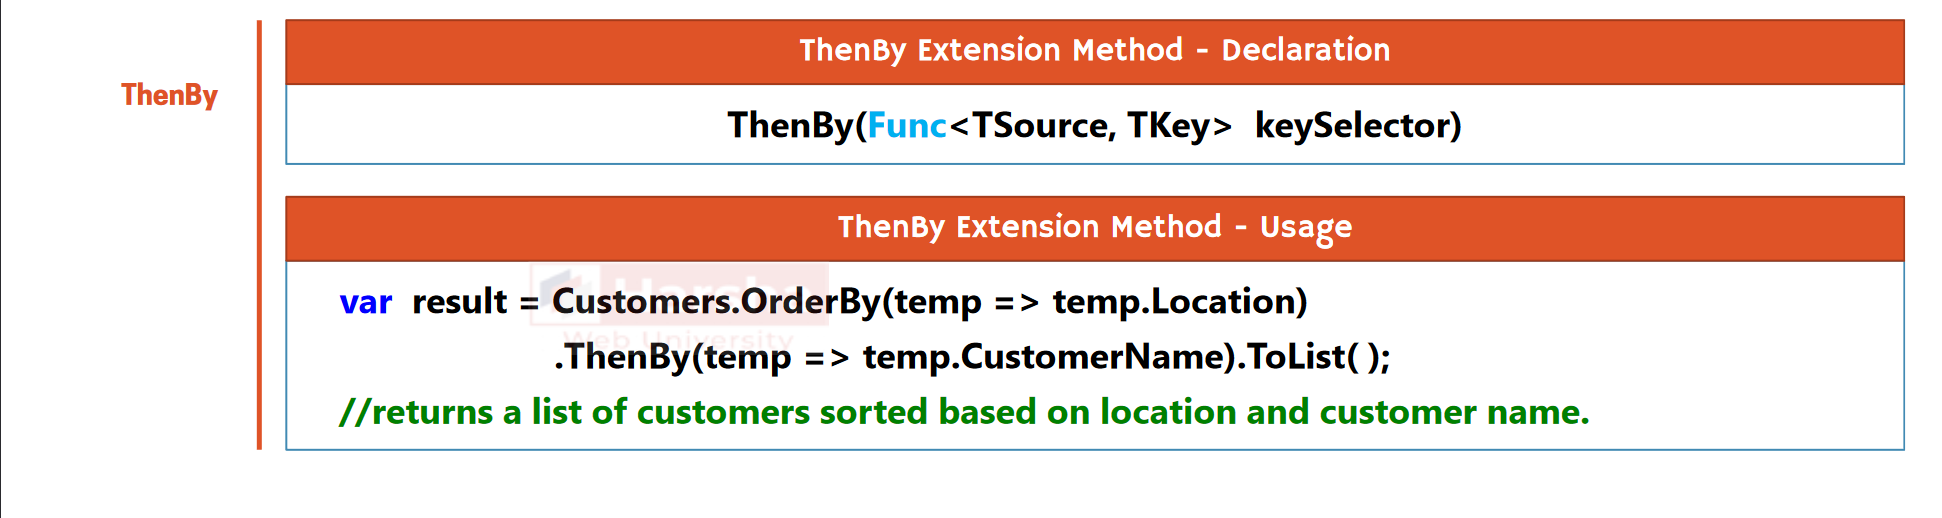 ThenBy
ThenBy Extension Method - Declaration
ThenBy(Func<TSource, TKey> keySelector)
ThenBy Extension Method - Usage
var result = Customers.OrderBy(temp => temp.Location)
.ThenBy(temp => temp.CustomerName).ToList( );
//returns a list of customers sorted based on location and customer name.
Harsha
Web University